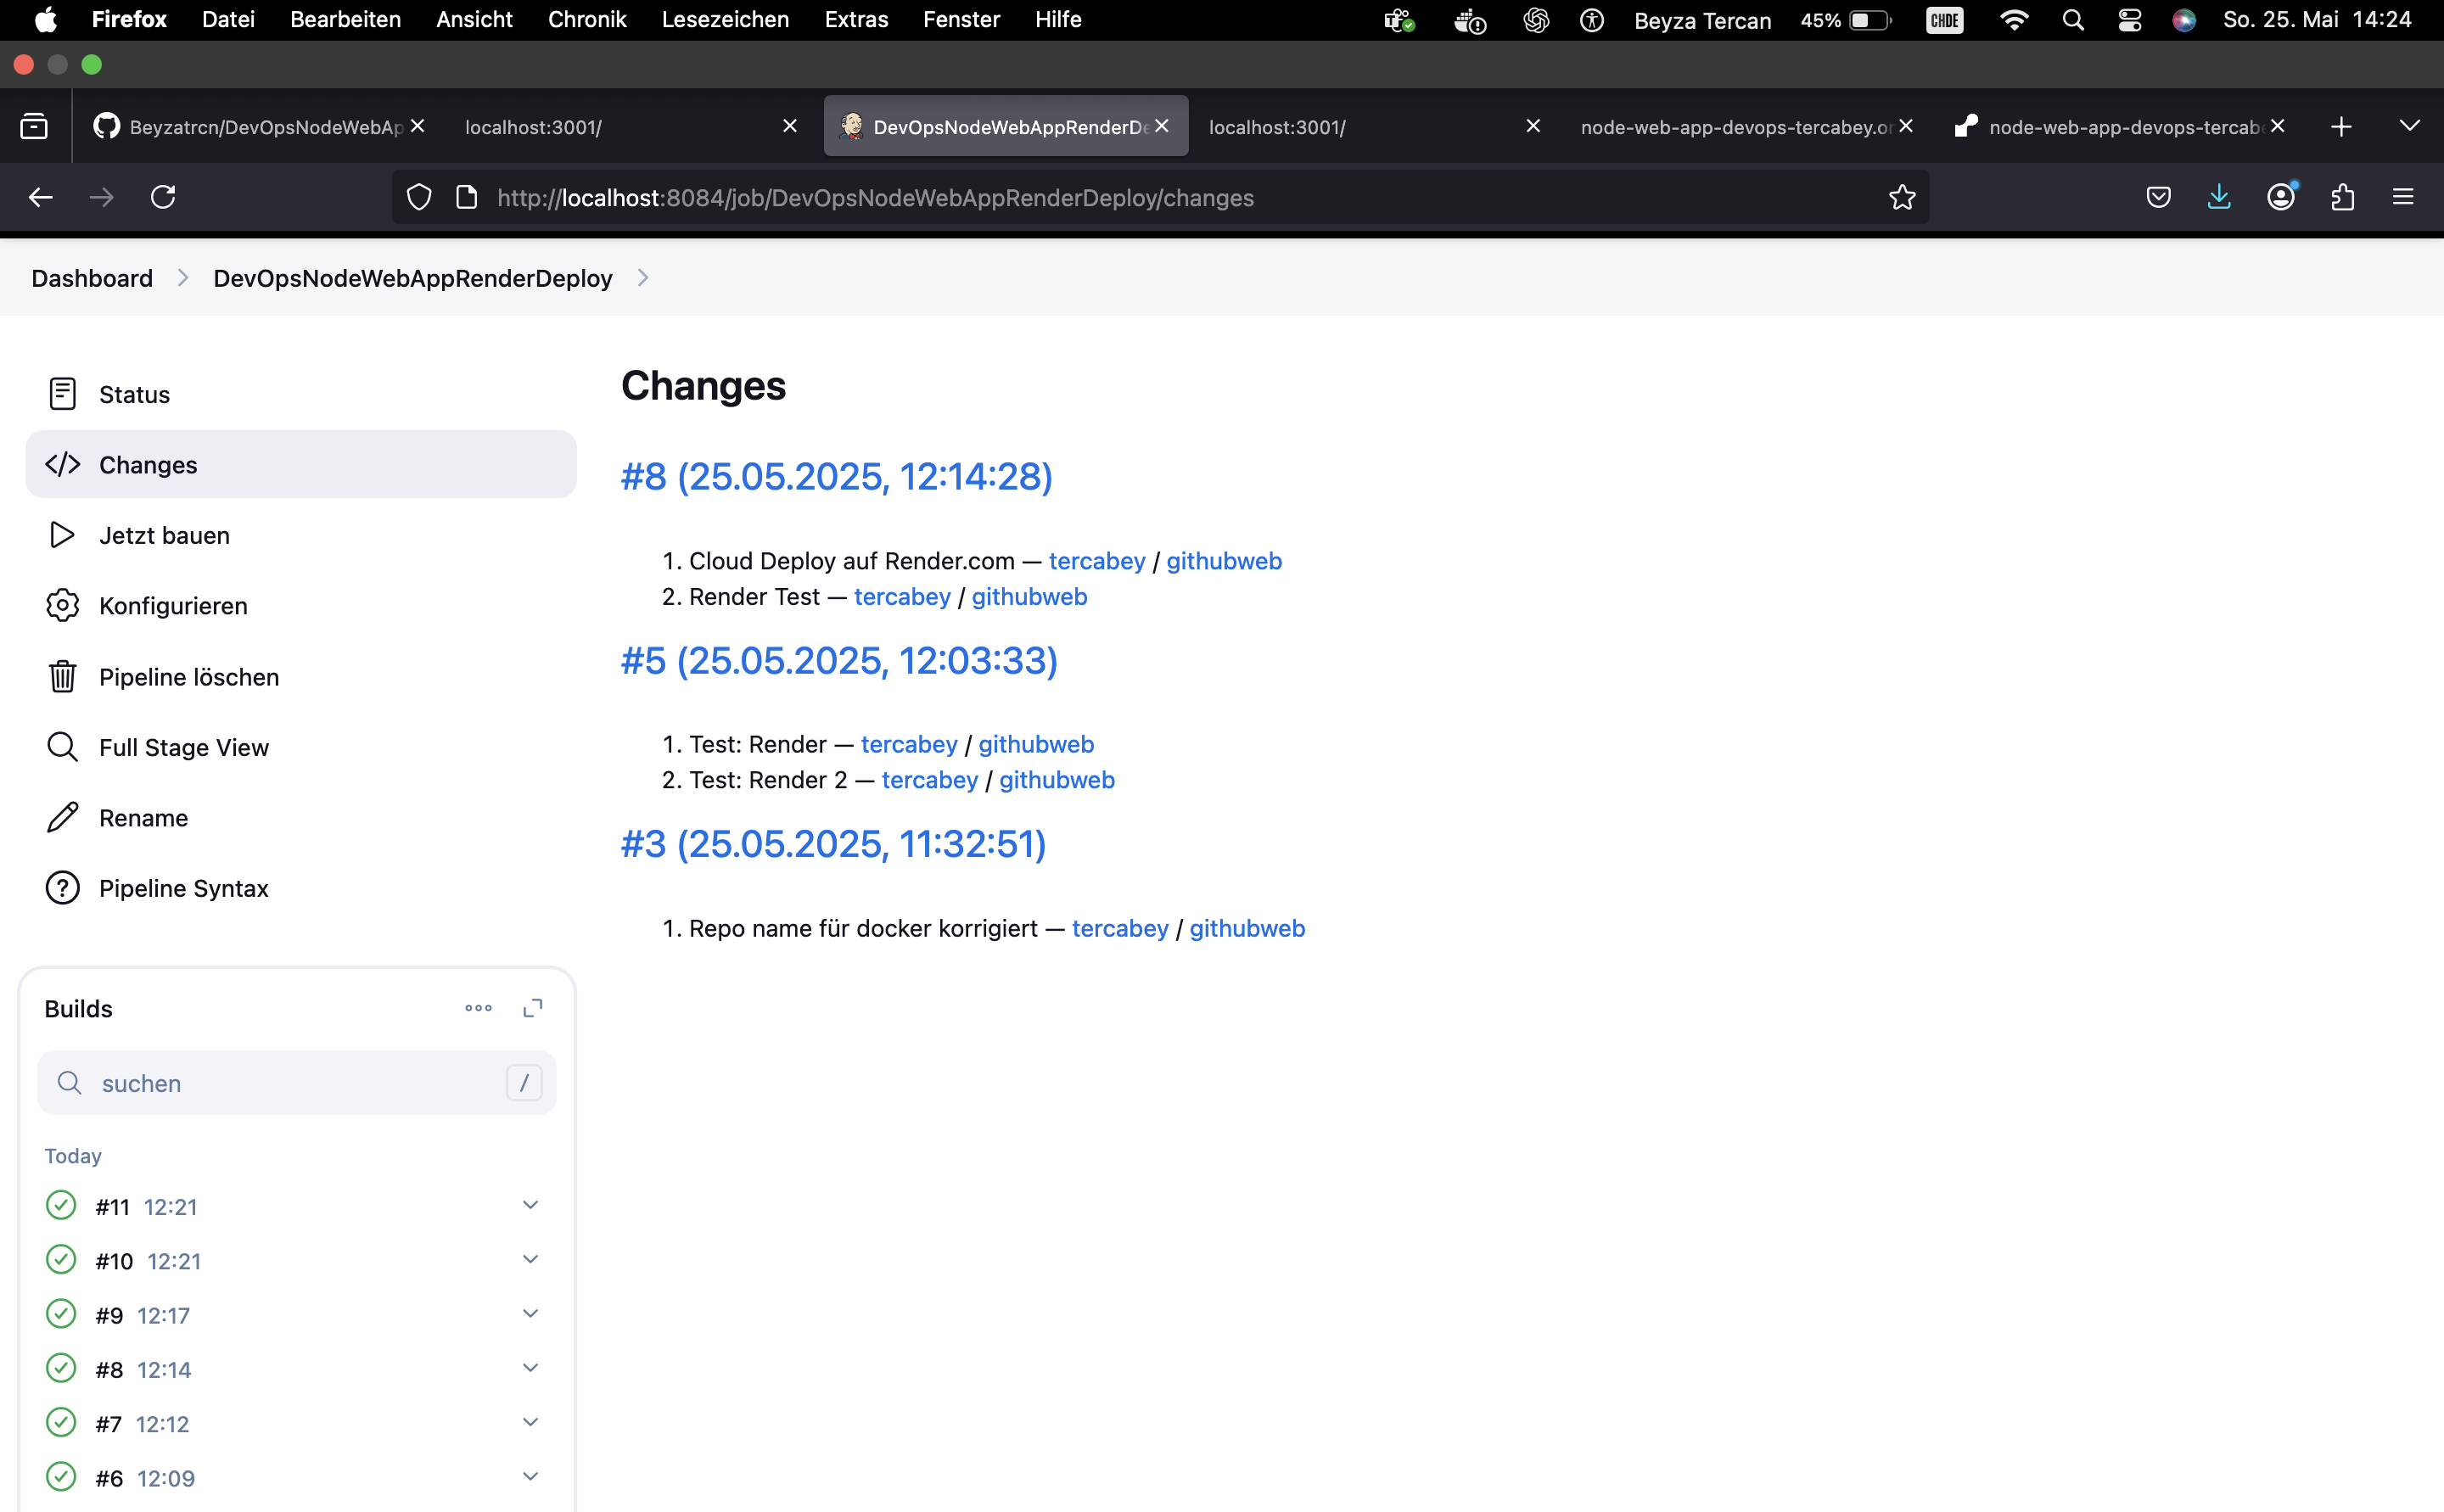 Firefox Datei Bearbeiten Ansicht Chronik Lesezeichen Extras Fenster Hilfe Beyza Tercan 45% CHDE So. 25. Mai 14:24
Beyzatrcn/DevOpsNodeWebAp localhost:3001/ DevOpsNodeWebAppRenderDe localhost:3001/ node-web-app-devops-tercabey.or node-web-app-devops-tercabe
http://localhost:8084/job/DevOpsNodeWebAppRenderDeploy/changes
Dashboard DevOpsNodeWebAppRenderDeploy
Status
Changes
Jetzt bauen
Konfigurieren
Pipeline löschen
Full Stage View
Rename
Pipeline Syntax
Builds
suchen /
Today
#11 12:21
#10 12:21
#9 12:17
#8 12:14
#7 12:12
#6 12:09
Changes
#8 (25.05.2025, 12:14:28)
1. Cloud Deploy auf Render.com — tercabey / githubweb
2. Render Test — tercabey / githubweb
#5 (25.05.2025, 12:03:33)
1. Test: Render — tercabey / githubweb
2. Test: Render 2 — tercabey / githubweb
#3 (25.05.2025, 11:32:51)
1. Repo name für docker korrigiert — tercabey / githubweb